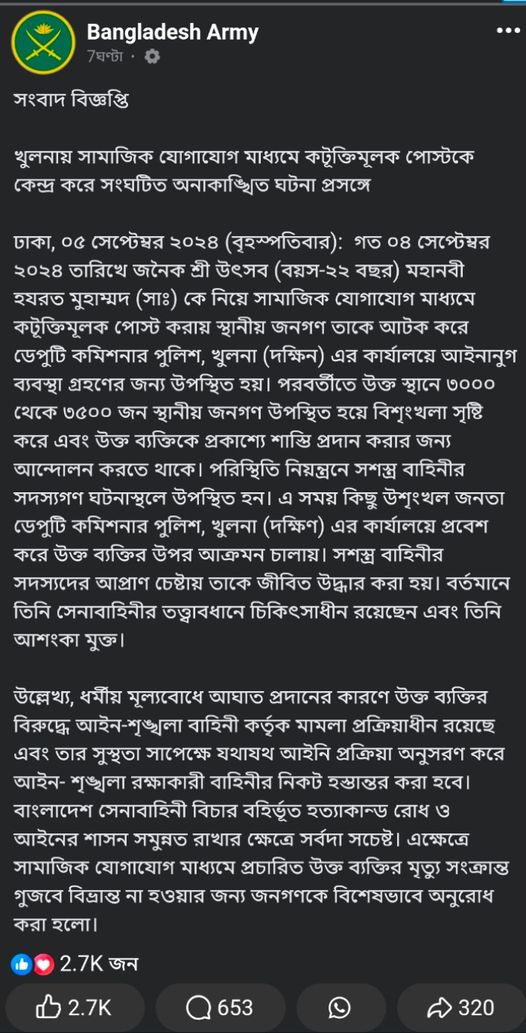 Bangladesh Army
7ঘণ্টা ·
সংবাদ বিজ্ঞপ্তি
খুলনায় সামাজিক যোগাযোগ মাধ্যমে কটূক্তিমূলক পোস্টকে
কেন্দ্র করে সংঘটিত অনাকাঙ্খিত ঘটনা প্রসঙ্গে
ঢাকা, ০৫ সেপ্টেম্বর ২০২৪ (বৃহস্পতিবার): গত ০৪ সেপ্টেম্বর
২০২৪ তারিখে জনৈক শ্রী উৎসব (বয়স-২২ বছর) মহানবী
হযরত মুহাম্মদ (সাঃ) কে নিয়ে সামাজিক যোগাযোগ মাধ্যমে
কটূক্তিমূলক পোস্ট করায় স্থানীয় জনগণ তাকে আটক করে
ডেপুটি কমিশনার পুলিশ, খুলনা (দক্ষিন) এর কার্যালয়ে আইনানুগ
ব্যবস্থা গ্রহণের জন্য উপস্থিত হয়। পরবর্তীতে উক্ত স্থানে ৩০০০
থেকে ৩৫০০ জন স্থানীয় জনগণ উপস্থিত হয়ে বিশৃংখলা সৃষ্টি
করে এবং উক্ত ব্যক্তিকে প্রকাশ্যে শাস্তি প্রদান করার জন্য
আন্দোলন করতে থাকে। পরিস্থিতি নিয়ন্ত্রনে সশস্ত্র বাহিনীর
সদস্যগণ ঘটনাস্থলে উপস্থিত হন। এ সময় কিছু উশৃংখল জনতা
ডেপুটি কমিশনার পুলিশ, খুলনা (দক্ষিণ) এর কার্যালয়ে প্রবেশ
করে উক্ত ব্যক্তির উপর আক্রমন চালায়। সশস্ত্র বাহিনীর
সদস্যদের আপ্রাণ চেষ্টায় তাকে জীবিত উদ্ধার করা হয়। বর্তমানে
তিনি সেনাবাহিনীর তত্ত্বাবধানে চিকিৎসাধীন রয়েছেন এবং তিনি
আশংকা মুক্ত।
উল্লেখ্য, ধর্মীয় মূল্যবোধে আঘাত প্রদানের কারণে উক্ত ব্যক্তির
বিরুদ্ধে আইন-শৃঙ্খলা বাহিনী কর্তৃক মামলা প্রক্রিয়াধীন রয়েছে
এবং তার সুস্থতা সাপেক্ষে যথাযথ আইনি প্রক্রিয়া অনুসরণ করে
আইন- শৃঙ্খলা রক্ষাকারী বাহিনীর নিকট হস্তান্তর করা হবে।
বাংলাদেশ সেনাবাহিনী বিচার বহির্ভূত হত্যাকান্ড রোধ ও
আইনের শাসন সমুন্নত রাখার ক্ষেত্রে সর্বদা সচেষ্ট। এক্ষেত্রে
সামাজিক যোগাযোগ মাধ্যমে প্রচারিত উক্ত ব্যক্তির মৃত্যু সংক্রান্ত
গুজবে বিভ্রান্ত না হওয়ার জন্য জনগণকে বিশেষভাবে অনুরোধ
করা হলো।
2.7K জন
2.7K 653 320